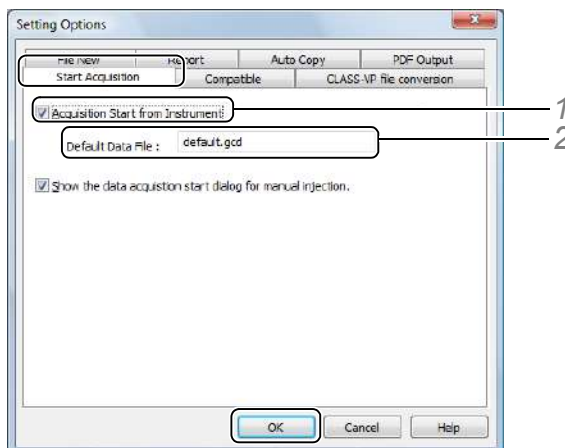 Setting Options
File New Report Auto Copy PDF Output
Start Acquisition Compatible CLASS-VP file conversion
Acquisition Start from Instrument
1
Default Data File : default.gcd
2
Show the data acquistion start dialog for manual injection.
OK Cancel Help